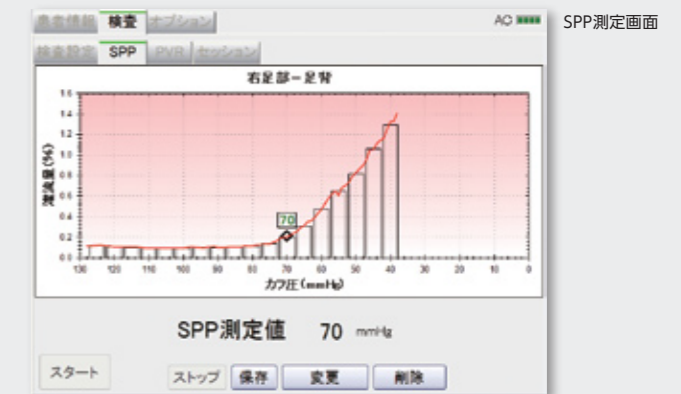 患者情報 検査 オプション AC
SPP測定画面
検査設定 SPP PVR セッション
右足部-足背
灌流量(%)
1.6
1.4
1.2
1.0
0.8
0.6
0.4
0.2
0.0
70
130 120 110 100 90 80 70 60 50 40 30 20 10 0
カフ圧(mmHg)
SPP測定値 70 mmHg
スタート ストップ 保存 変更 削除